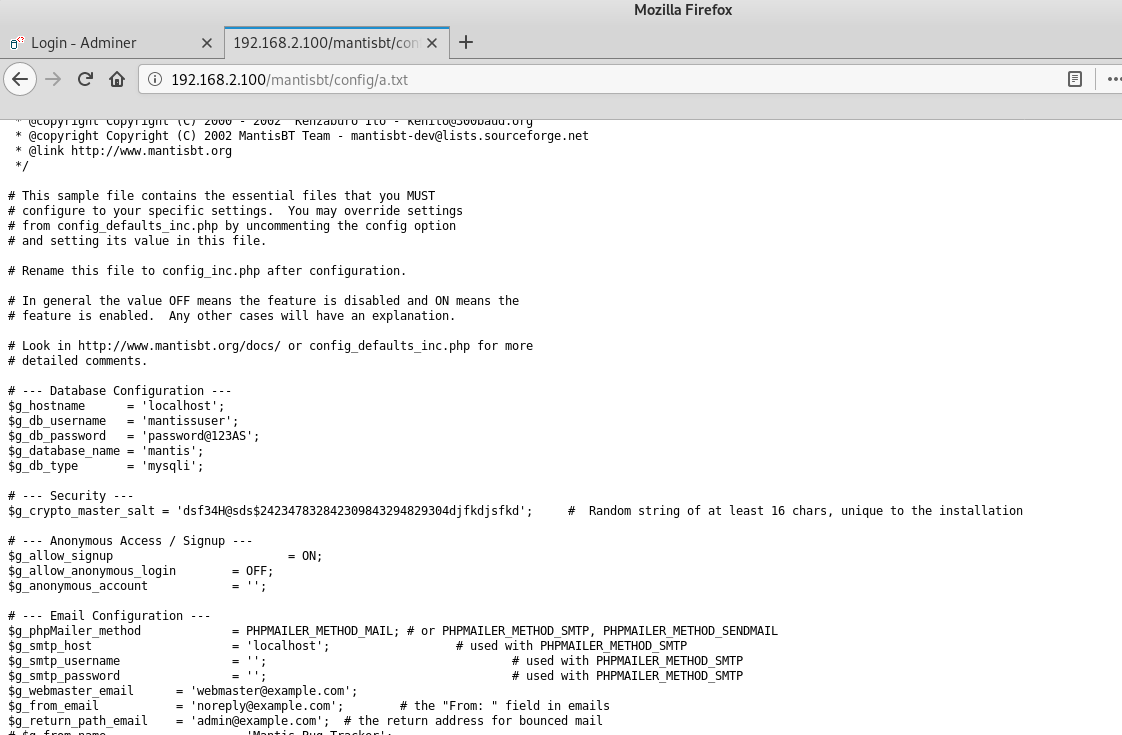 Mozilla Firefox
Login - Adminer
192.168.2.100/mantisbt/con
192.168.2.100/mantisbt/config/a.txt
* @copyright Copyright (C) 2000 - 2002  Kenzaburo Ito - kenito@300baud.org
* @copyright Copyright (C) 2002 MantisBT Team - mantisbt-dev@lists.sourceforge.net
* @link http://www.mantisbt.org
*/
# This sample file contains the essential files that you MUST
# configure to your specific settings.  You may override settings
# from config_defaults_inc.php by uncommenting the config option
# and setting its value in this file.
# Rename this file to config_inc.php after configuration.
# In general the value OFF means the feature is disabled and ON means the
# feature is enabled.  Any other cases will have an explanation.
# Look in http://www.mantisbt.org/docs/ or config_defaults_inc.php for more
# detailed comments.
# --- Database Configuration ---
$g_hostname      = 'localhost';
$g_db_username   = 'mantissuser';
$g_db_password   = 'password@123AS';
$g_database_name = 'mantis';
$g_db_type       = 'mysqli';
# --- Security ---
$g_crypto_master_salt = 'dsf34H@sds$242347832842309843294829304djfkdjsfkd';     #  Random string of at least 16 chars, unique to the installation
# --- Anonymous Access / Signup ---
$g_allow_signup                         = ON;
$g_allow_anonymous_login        = OFF;
$g_anonymous_account            = '';
# --- Email Configuration ---
$g_phpMailer_method             = PHPMAILER_METHOD_MAIL; # or PHPMAILER_METHOD_SMTP, PHPMAILER_METHOD_SENDMAIL
$g_smtp_host                    = 'localhost';                  # used with PHPMAILER_METHOD_SMTP
$g_smtp_username                = '';                                   # used with PHPMAILER_METHOD_SMTP
$g_smtp_password                = '';                                   # used with PHPMAILER_METHOD_SMTP
$g_webmaster_email      = 'webmaster@example.com';
$g_from_email           = 'noreply@example.com';        # the "From: " field in emails
$g_return_path_email    = 'admin@example.com';  # the return address for bounced mail
# $g_from_name                    = 'Mantis Bug Tracker';